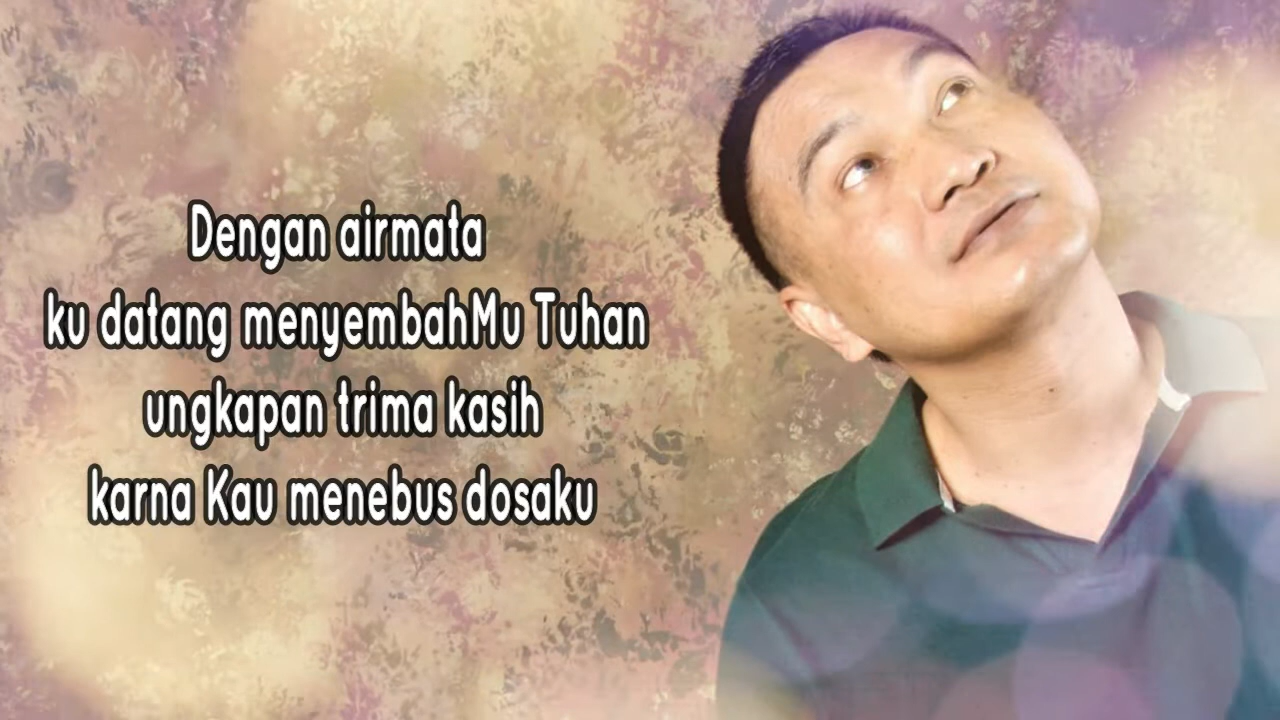 Dengan airmata
ku datang menyembahMu Tuhan
ungkapan trima kasih
karna Kau menebus dosaku